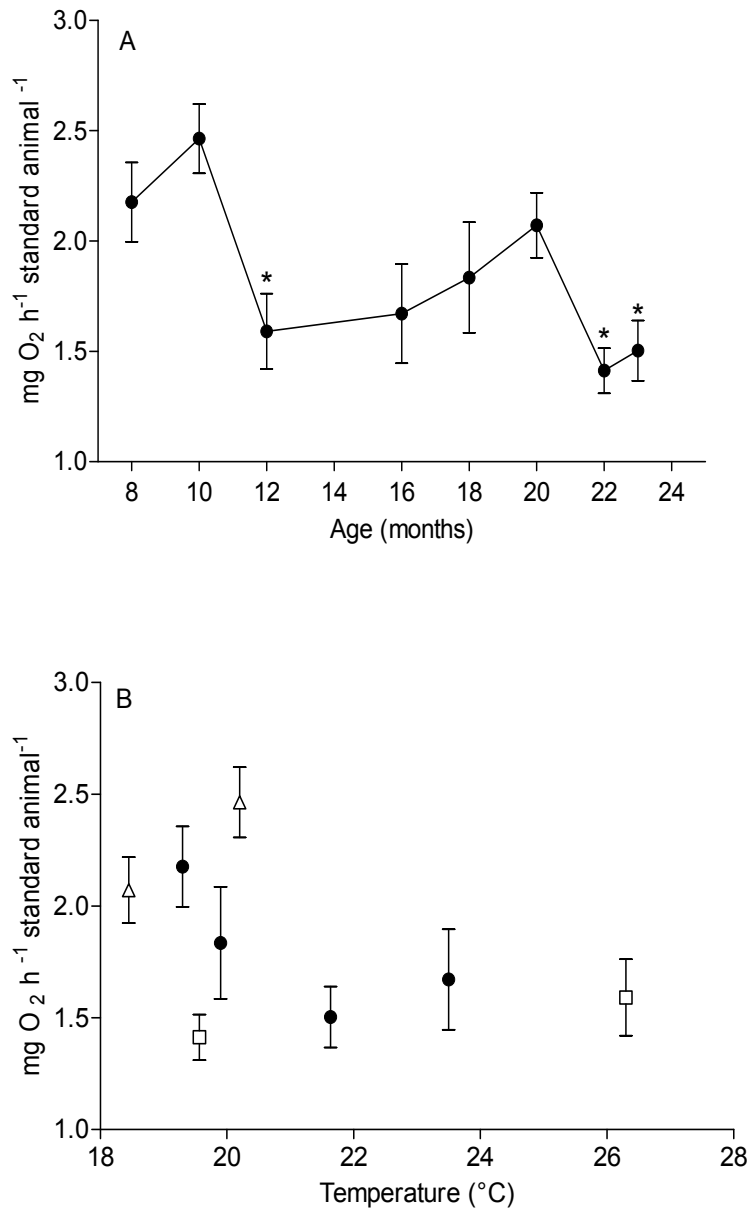 A
mg O₂ h⁻¹ standard animal ⁻¹
3.0
2.5
2.0
1.5
1.0
*
*
*
8 10 12 14 16 18 20 22 24
Age (months)
B
mg O ₂ h ⁻¹ standard animal⁻¹
3.0
2.5
2.0
1.5
1.0
18 20 22 24 26 28
Temperature (°C)